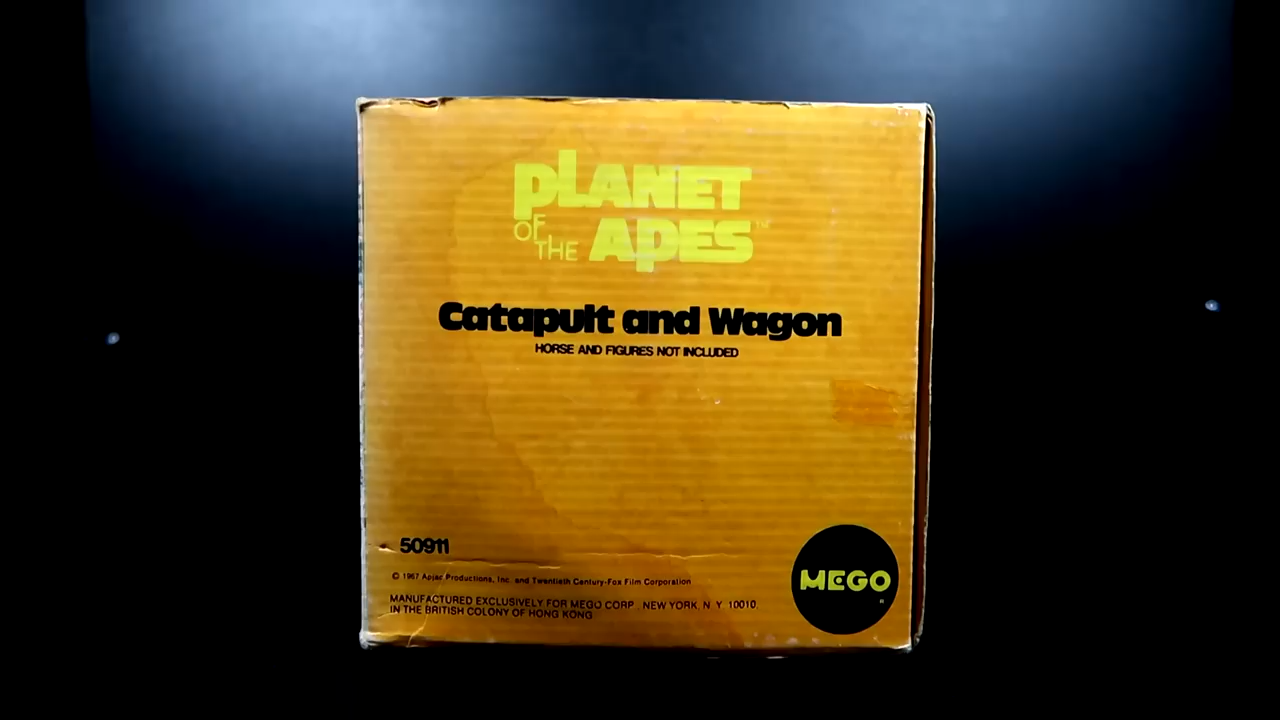 PLANET
OF THE APES™
Catapult and Wagon
HORSE AND FIGURES NOT INCLUDED
50911
© 1967 Apjac Productions, Inc. and Twentieth Century-Fox Film Corporation
MANUFACTURED EXCLUSIVELY FOR MEGO CORP., NEW YORK, N.Y. 10010.
IN THE BRITISH COLONY OF HONG KONG
MEGO
®